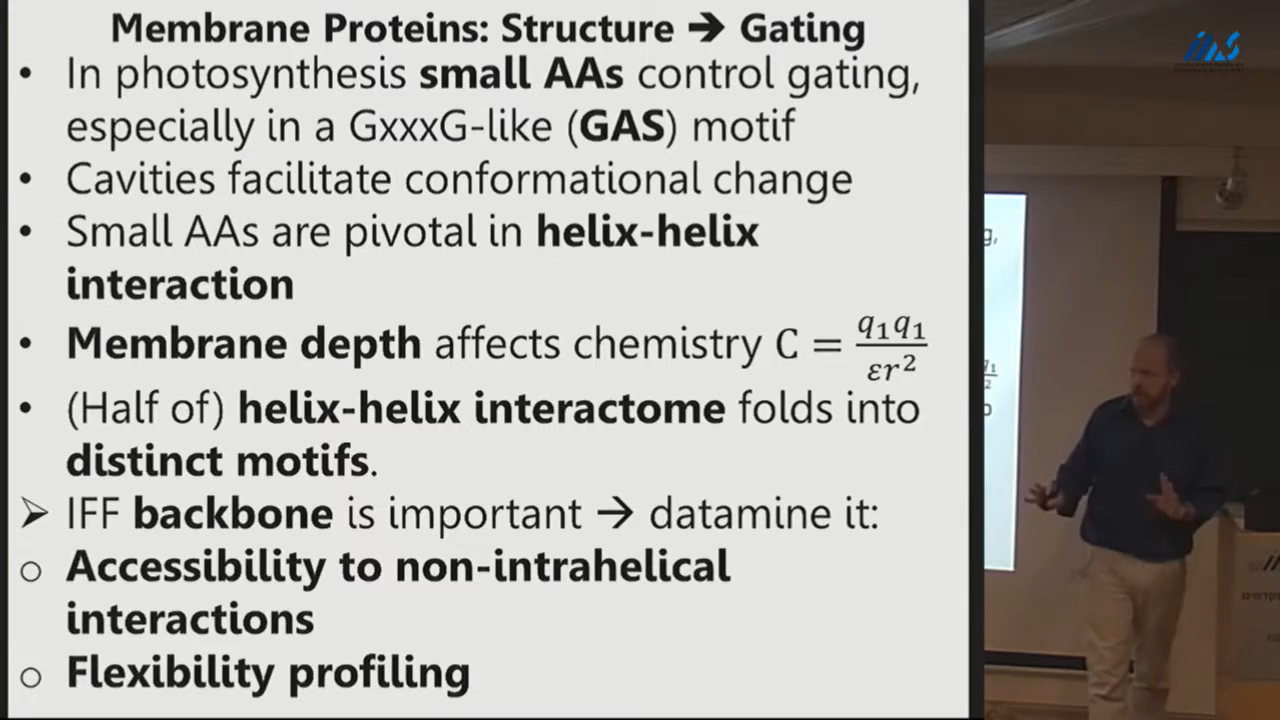 Membrane Proteins: Structure ➔ Gating
• In photosynthesis small AAs control gating,
especially in a GxxxG-like (GAS) motif
• Cavities facilitate conformational change
• Small AAs are pivotal in helix-helix
interaction
• Membrane depth affects chemistry C = q₁q₁/εr²
• (Half of) helix-helix interactome folds into
distinct motifs.
➢ IFF backbone is important → datamine it:
○ Accessibility to non-intrahelical
interactions
○ Flexibility profiling